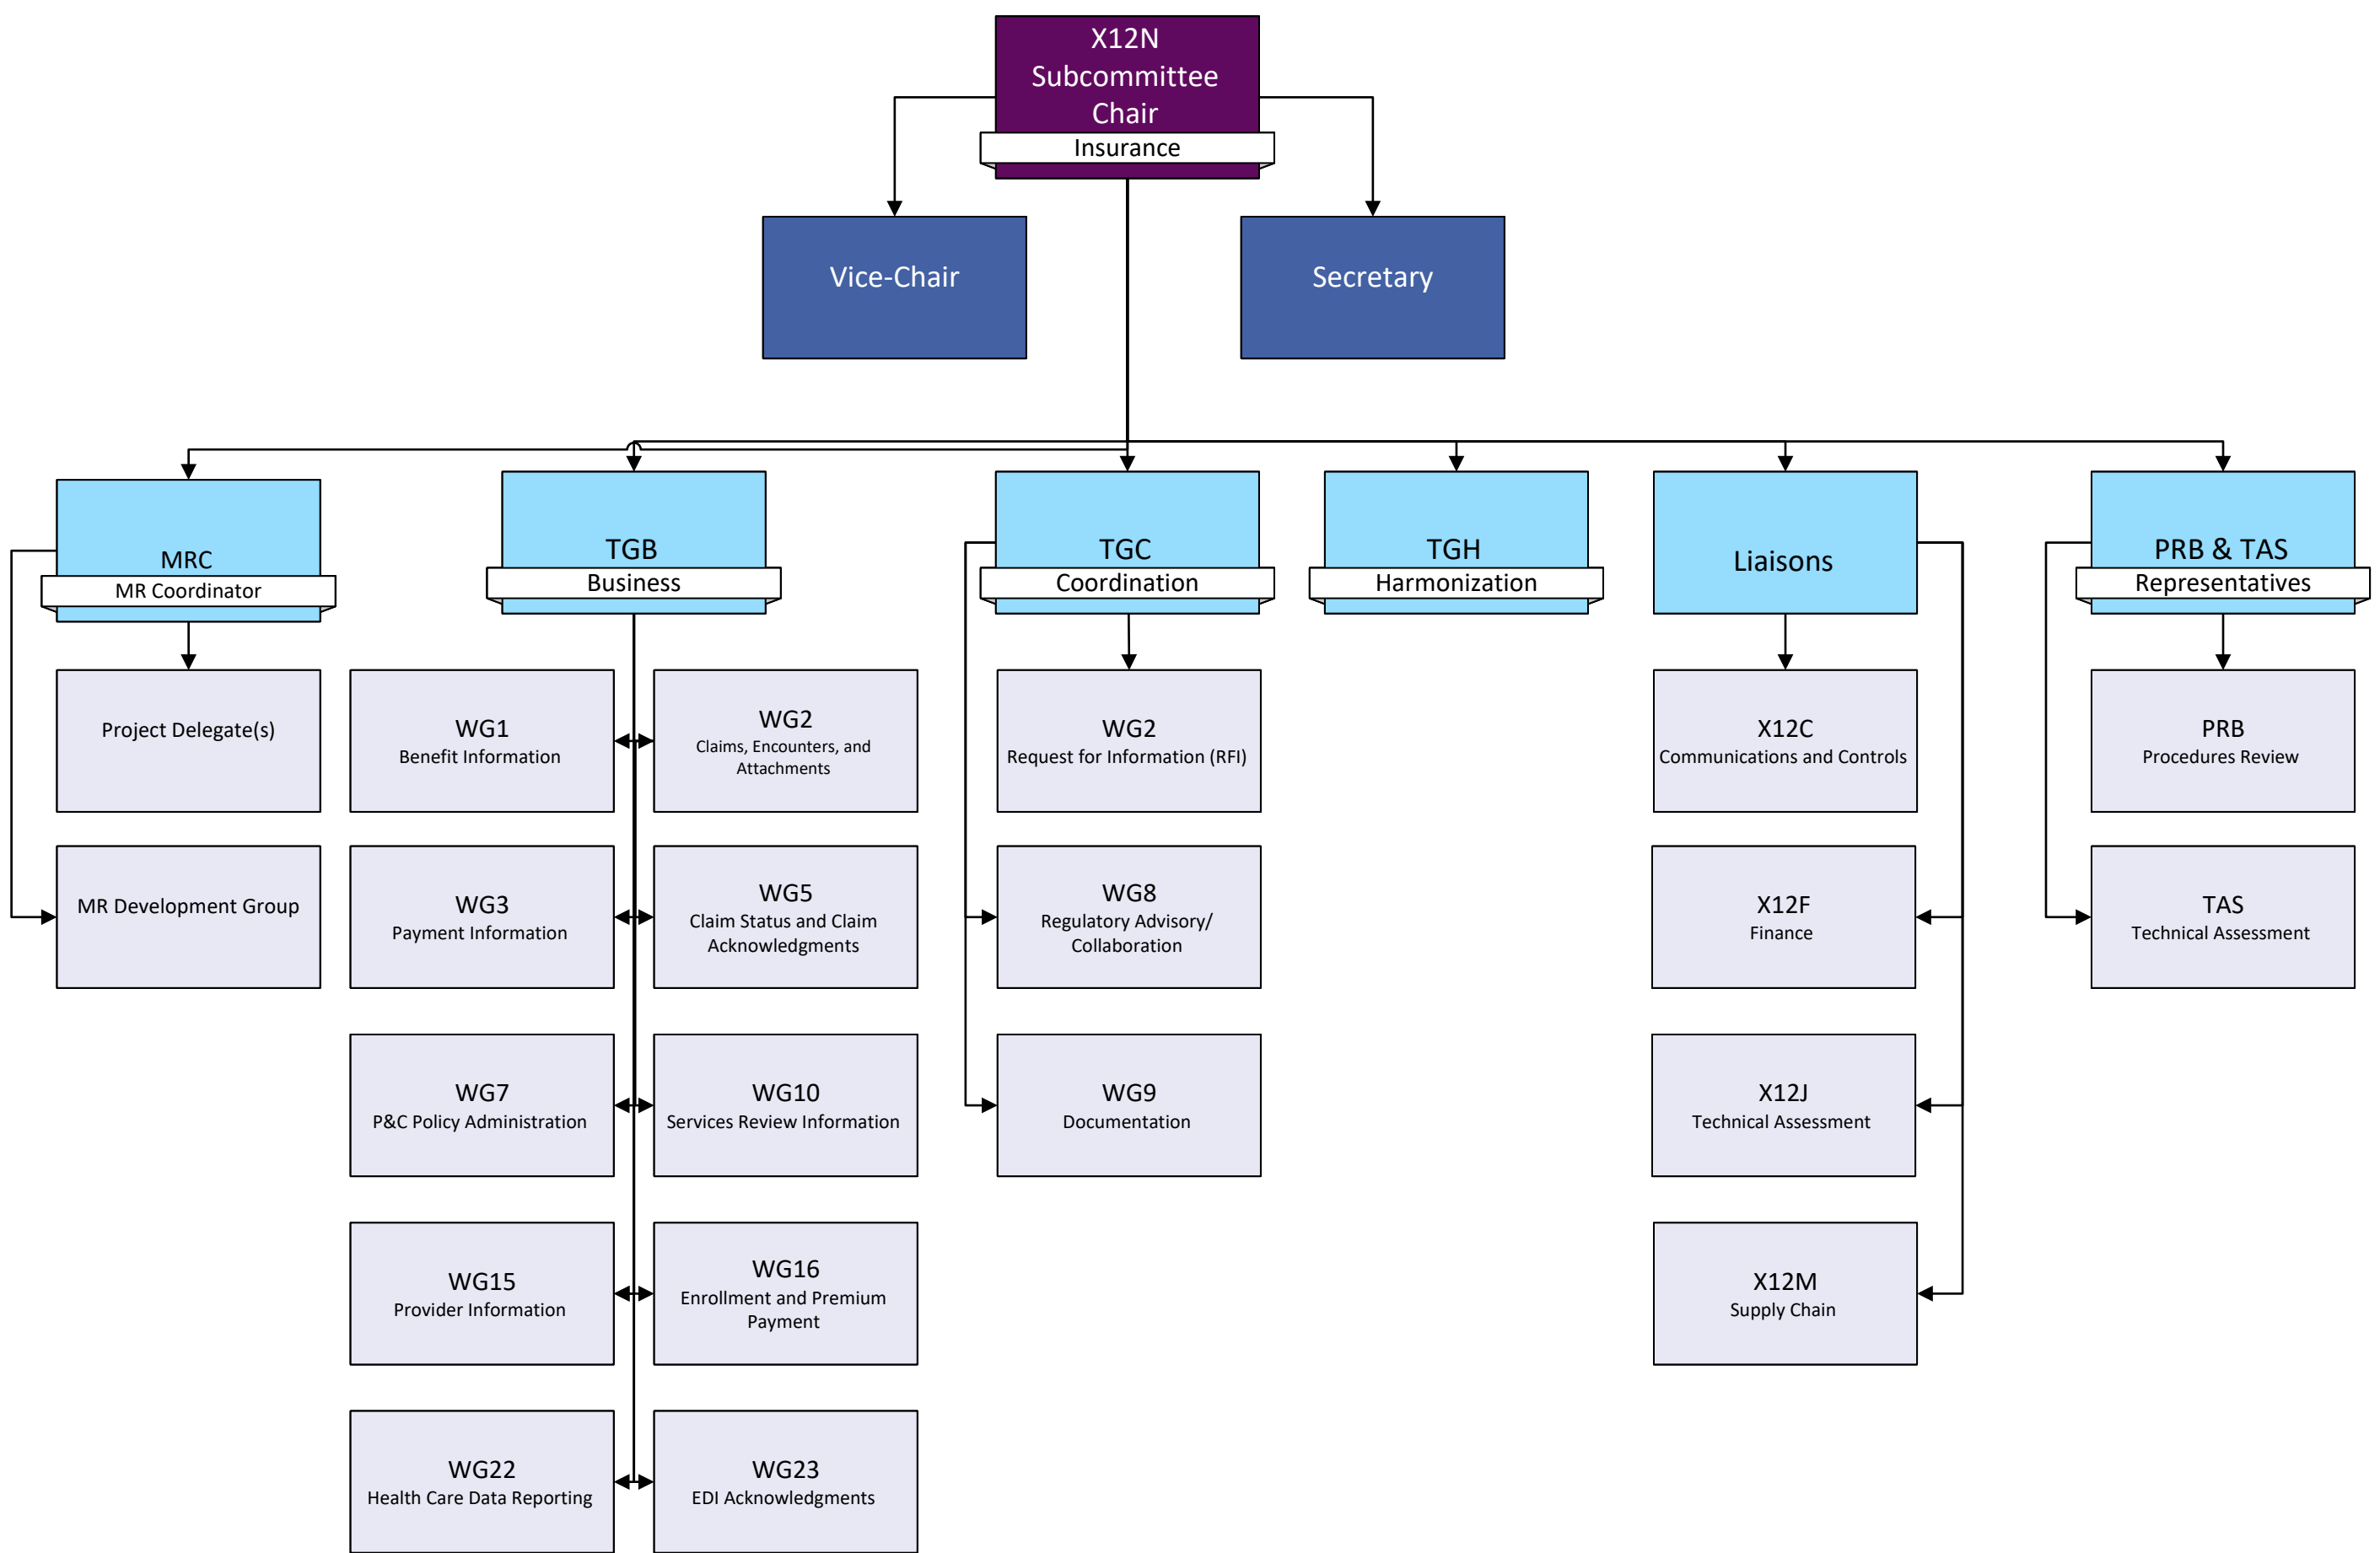 X12N
Subcommittee
Chair
Insurance
Vice-Chair
Secretary
MRC
MR Coordinator
TGB
Business
TGC
Coordination
TGH
Harmonization
Liaisons
PRB & TAS
Representatives
Project Delegate(s)
WG1
Benefit Information
WG2
Claims, Encounters, and
Attachments
WG2
Request for Information (RFI)
X12C
Communications and Controls
PRB
Procedures Review
MR Development Group
WG3
Payment Information
WG5
Claim Status and Claim
Acknowledgments
WG8
Regulatory Advisory/
Collaboration
X12F
Finance
TAS
Technical Assessment
WG7
P&C Policy Administration
WG10
Services Review Information
WG9
Documentation
X12J
Technical Assessment
WG15
Provider Information
WG16
Enrollment and Premium
Payment
X12M
Supply Chain
WG22
Health Care Data Reporting
WG23
EDI Acknowledgments